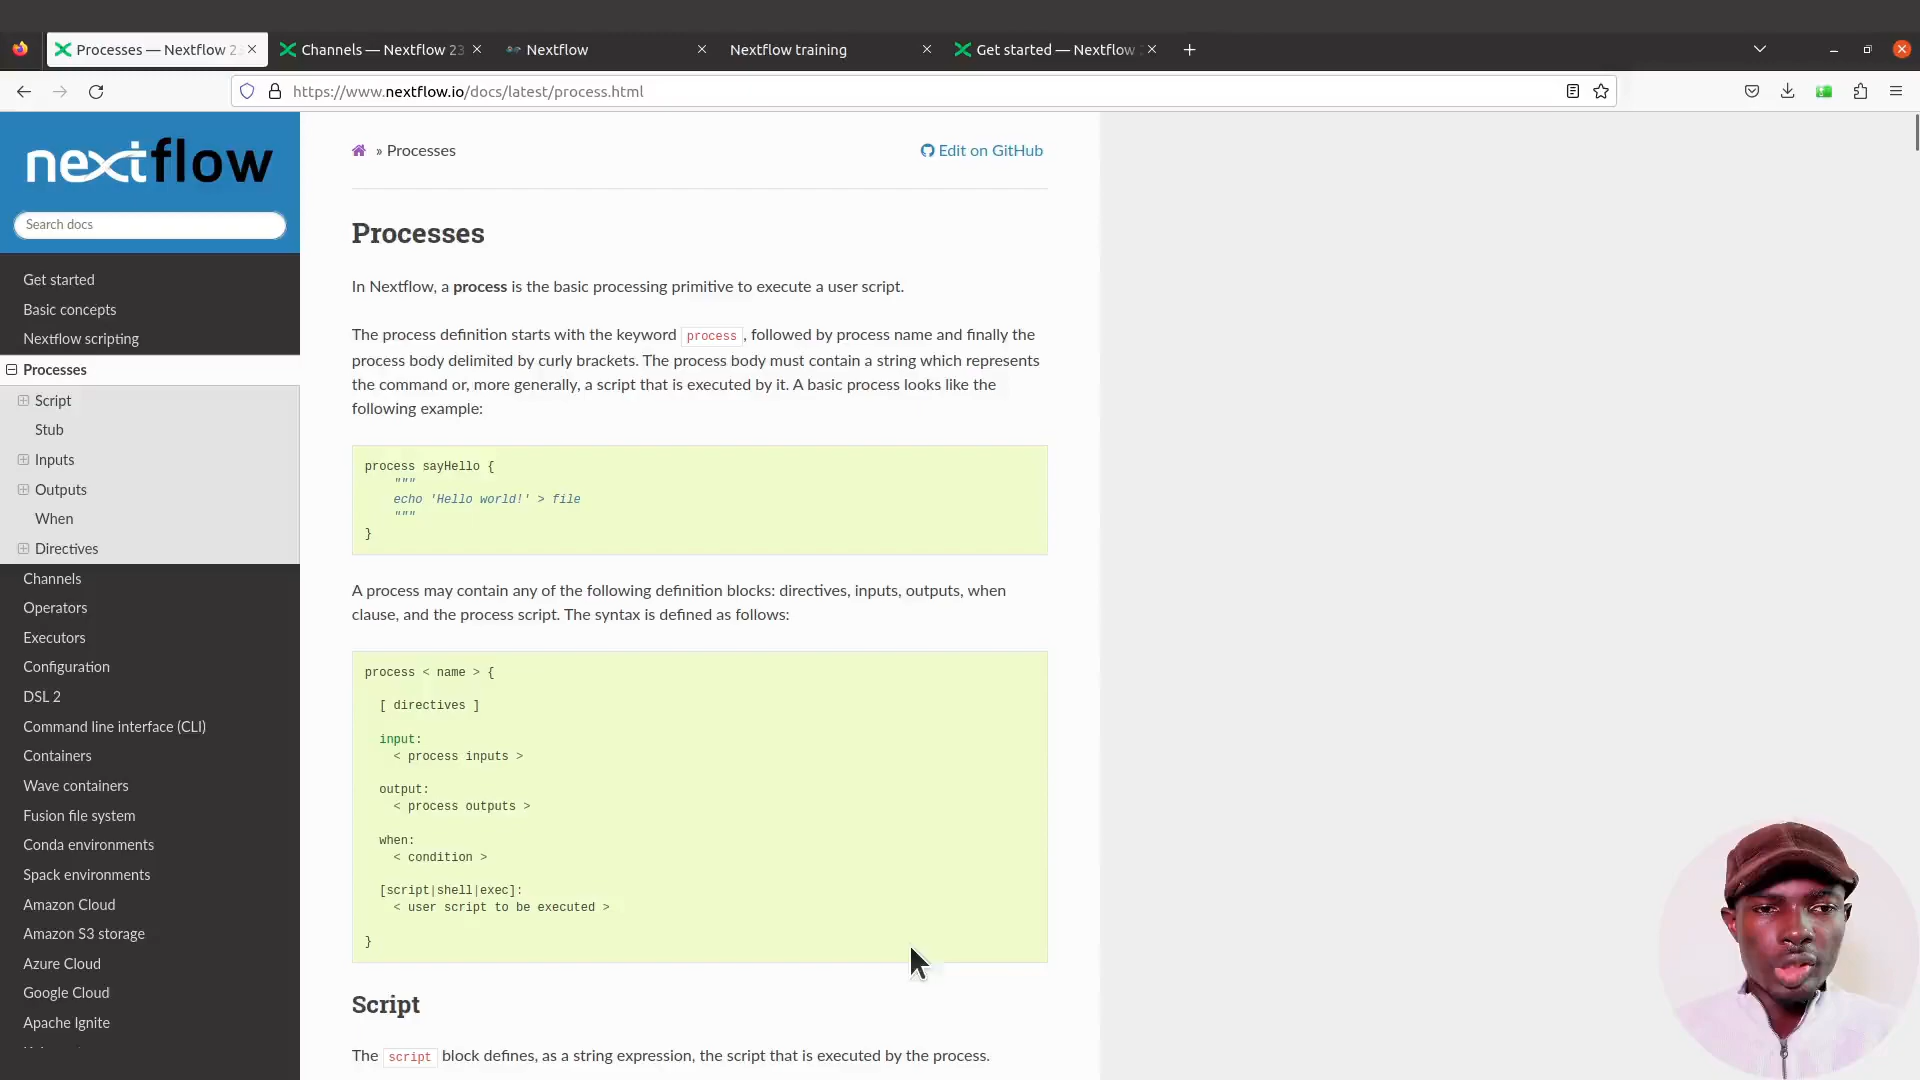 Processes — Nextflow 2
Channels — Nextflow 23
Nextflow
Nextflow training
Get started — Nextflow
https://www.nextflow.io/docs/latest/process.html
nextflow
Search docs
Get started
Basic concepts
Nextflow scripting
Processes
Script
Stub
Inputs
Outputs
When
Directives
Channels
Operators
Executors
Configuration
DSL 2
Command line interface (CLI)
Containers
Wave containers
Fusion file system
Conda environments
Spack environments
Amazon Cloud
Amazon S3 storage
Azure Cloud
Google Cloud
Apache Ignite
» Processes
Edit on GitHub
Processes
In Nextflow, a process is the basic processing primitive to execute a user script.
The process definition starts with the keyword process, followed by process name and finally the
process body delimited by curly brackets. The process body must contain a string which represents
the command or, more generally, a script that is executed by it. A basic process looks like the
following example:
process sayHello {
"""
echo 'Hello world!' > file
"""
}
A process may contain any of the following definition blocks: directives, inputs, outputs, when
clause, and the process script. The syntax is defined as follows:
process < name > {
[ directives ]
input:
< process inputs >
output:
< process outputs >
when:
< condition >
[script|shell|exec]:
< user script to be executed >
}
Script
The script block defines, as a string expression, the script that is executed by the process.